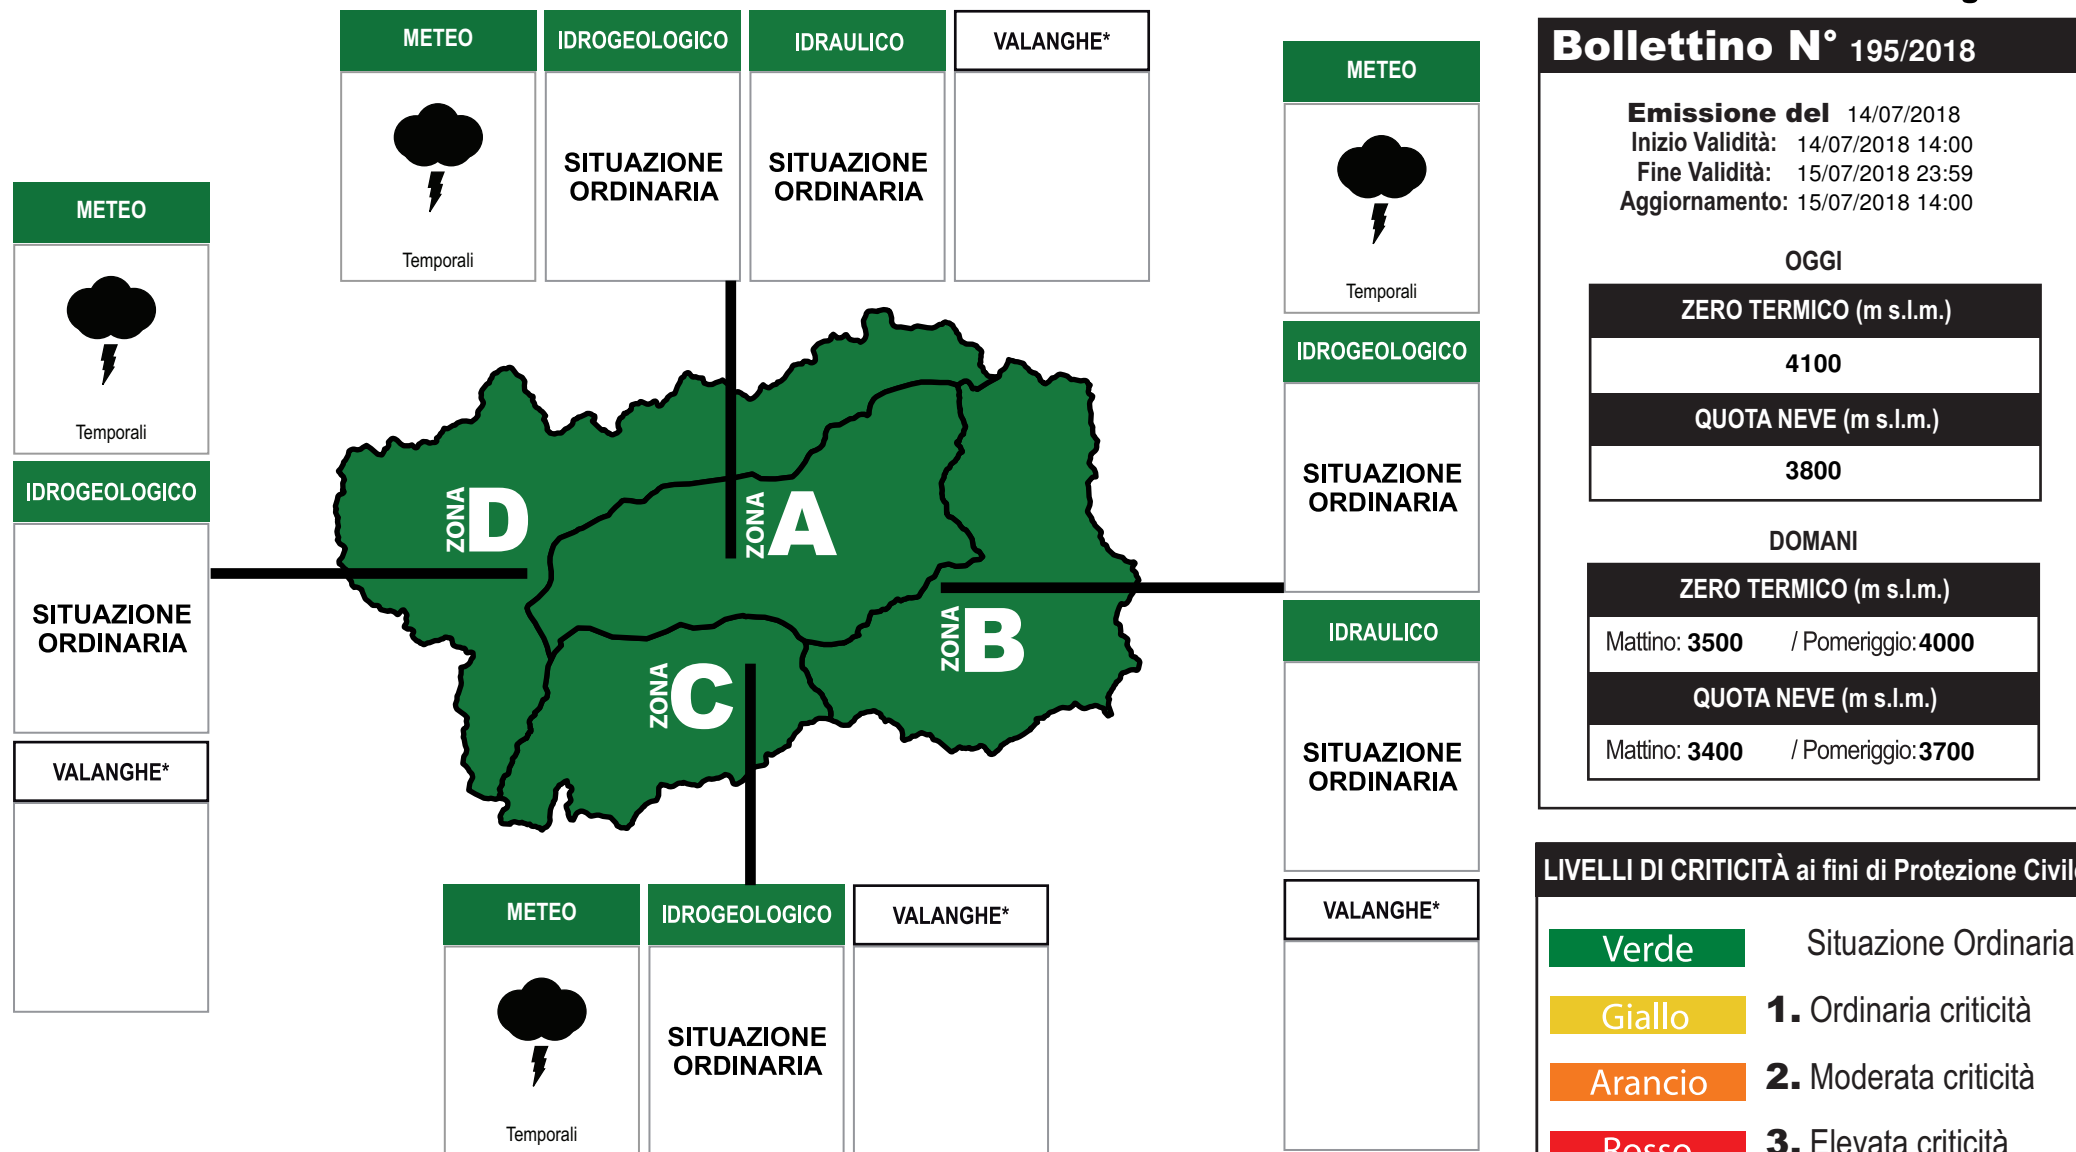 METEO
IDROGEOLOGICO
IDRAULICO
VALANGHE*
Temporali
SITUAZIONE
ORDINARIA
SITUAZIONE
ORDINARIA
METEO
Temporali
IDROGEOLOGICO
SITUAZIONE
ORDINARIA
VALANGHE*
METEO
Temporali
IDROGEOLOGICO
SITUAZIONE
ORDINARIA
IDRAULICO
SITUAZIONE
ORDINARIA
VALANGHE*
ZONA D
ZONA A
ZONA B
ZONA C
METEO
IDROGEOLOGICO
VALANGHE*
Temporali
SITUAZIONE
ORDINARIA
Bollettino N° 195/2018
Emissione del 14/07/2018
Inizio Validità: 14/07/2018 14:00
Fine Validità: 15/07/2018 23:59
Aggiornamento: 15/07/2018 14:00
OGGI
ZERO TERMICO (m s.l.m.)
4100
QUOTA NEVE (m s.l.m.)
3800
DOMANI
ZERO TERMICO (m s.l.m.)
Mattino: 3500 / Pomeriggio: 4000
QUOTA NEVE (m s.l.m.)
Mattino: 3400 / Pomeriggio: 3700
LIVELLI DI CRITICITÀ ai fini di Protezione Civile
Verde Situazione Ordinaria
Giallo 1. Ordinaria criticità
Arancio 2. Moderata criticità
Rosso 3. Elevata criticità